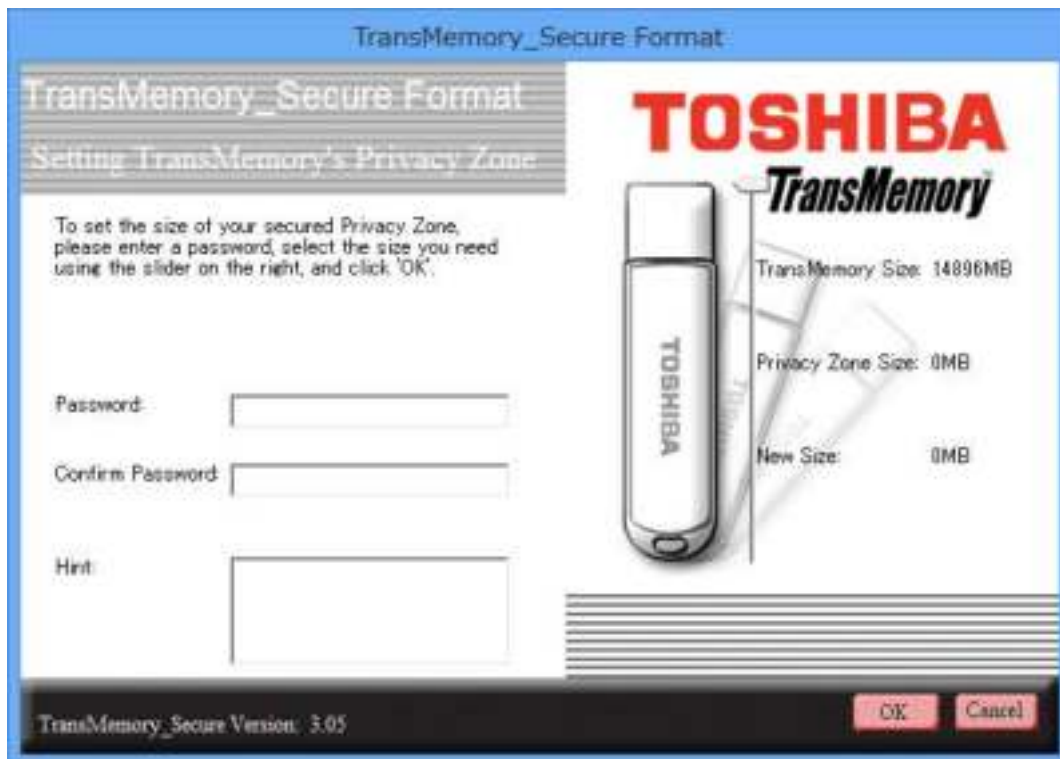 TransMemory_Secure Format
TransMemory_Secure Format
Setting TransMemory's Privacy Zone
To set the size of your secured Privacy Zone,
please enter a password, select the size you need
using the slider on the right, and click 'OK'.
Password:
Confirm Password:
Hint:
TOSHIBA
TransMemory
TOSHIBA
TransMemory Size: 14896MB
Privacy Zone Size: 0MB
New Size: 0MB
TransMemory_Secure Version: 3.05
OK
Cancel